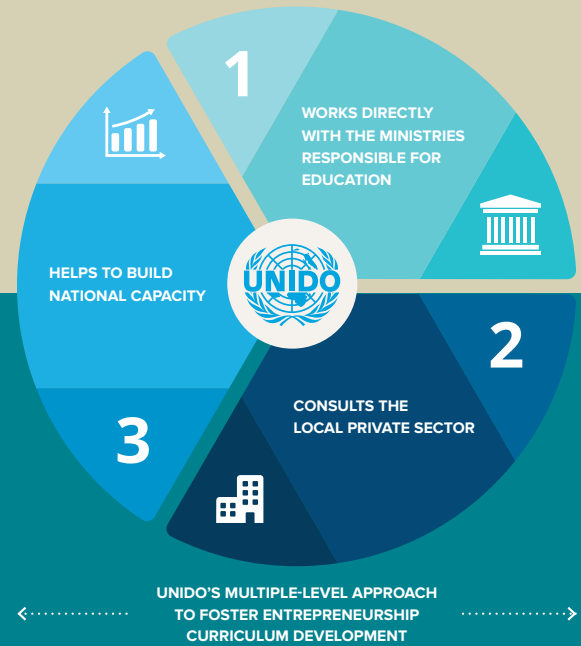 1
WORKS DIRECTLY
WITH THE MINISTRIES
RESPONSIBLE FOR
EDUCATION
UNIDO
2
CONSULTS THE
LOCAL PRIVATE SECTOR
HELPS TO BUILD
NATIONAL CAPACITY
3
UNIDO’S MULTIPLE-LEVEL APPROACH
TO FOSTER ENTREPRENEURSHIP
CURRICULUM DEVELOPMENT